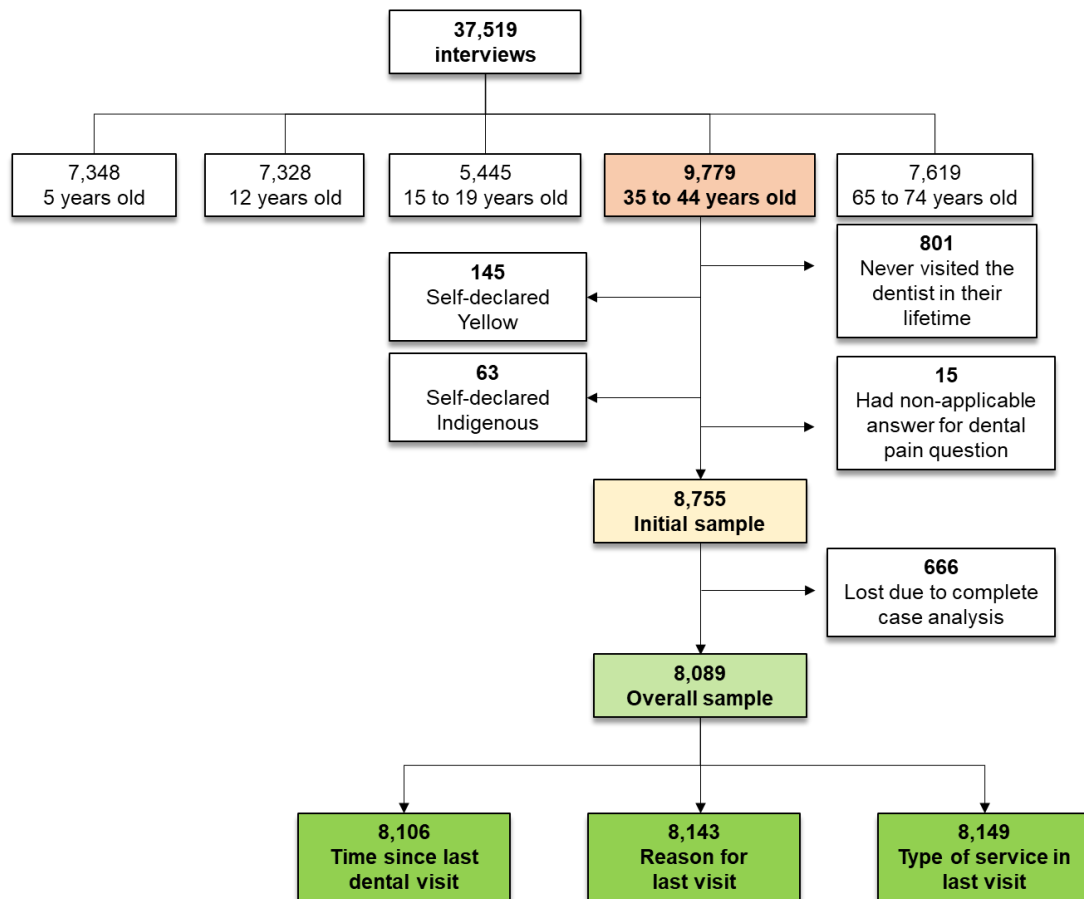 37,519
interviews
7,348
5 years old
7,328
12 years old
5,445
15 to 19 years old
9,779
35 to 44 years old
7,619
65 to 74 years old
801
Never visited the
dentist in their
lifetime
145
Self-declared
Yellow
63
Self-declared
Indigenous
15
Had non-applicable
answer for dental
pain question
8,755
Initial sample
666
Lost due to complete
case analysis
8,089
Overall sample
8,106
Time since last
dental visit
8,143
Reason for
last visit
8,149
Type of service in
last visit